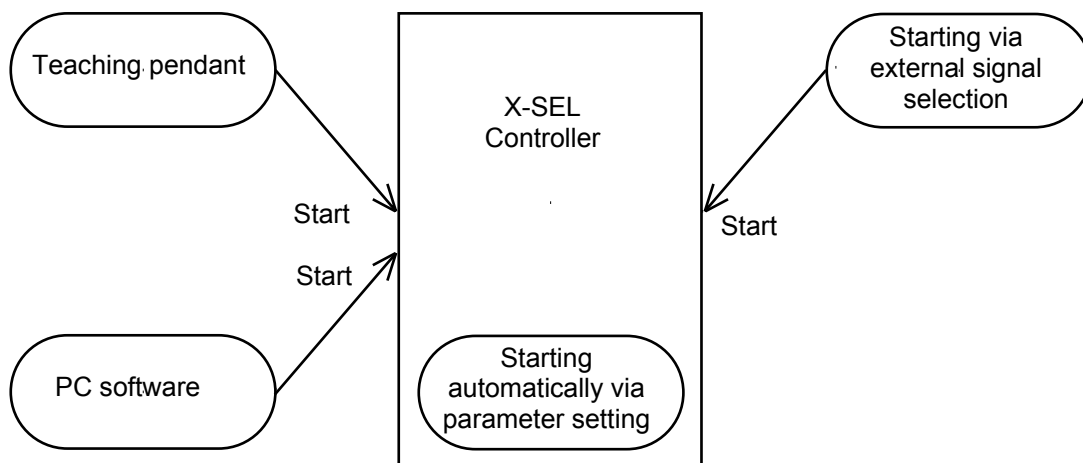 Teaching pendant
X-SEL
Controller
Starting via
external signal
selection
Start
Start
Start
PC software
Starting
automatically via
parameter setting